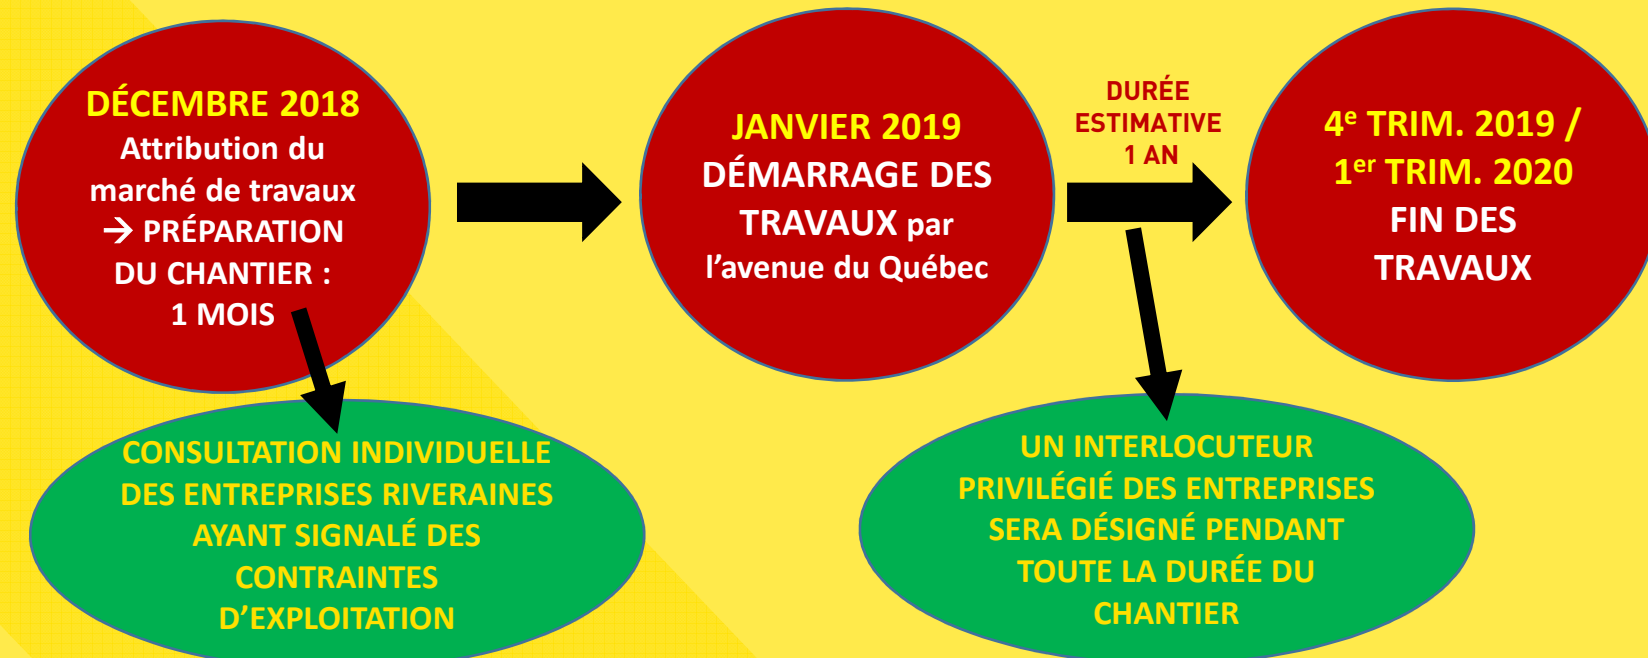 DÉCEMBRE 2018
Attribution du
marché de travaux
→ PRÉPARATION
DU CHANTIER :
1 MOIS
JANVIER 2019
DÉMARRAGE DES
TRAVAUX par
l’avenue du Québec
DURÉE
ESTIMATIVE
1 AN
4e TRIM. 2019 /
1er TRIM. 2020
FIN DES
TRAVAUX
CONSULTATION INDIVIDUELLE
DES ENTREPRISES RIVERAINES
AYANT SIGNALÉ DES
CONTRAINTES
D’EXPLOITATION
UN INTERLOCUTEUR
PRIVILÉGIÉ DES ENTREPRISES
SERA DÉSIGNÉ PENDANT
TOUTE LA DURÉE DU
CHANTIER